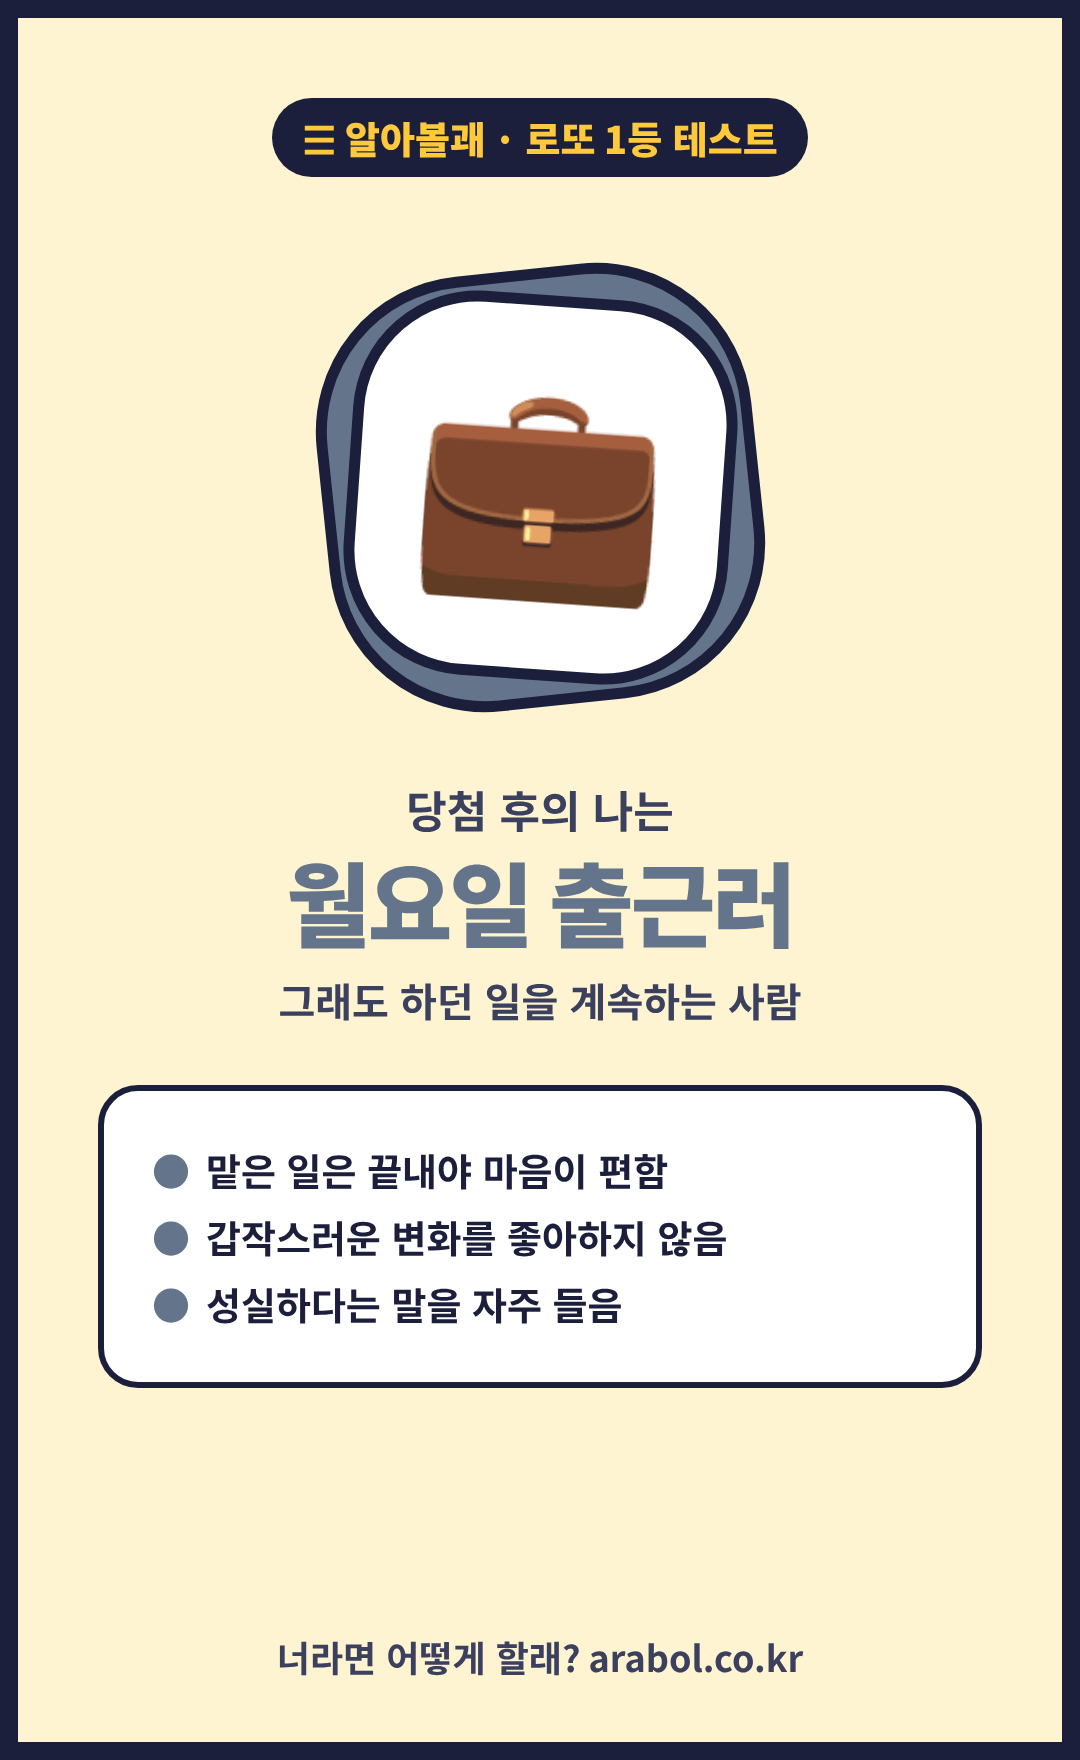 ☰ 알아볼괘 · 로또 1등 테스트
당첨 후의 나는
월요일 출근러
그래도 하던 일을 계속하는 사람
맡은 일은 끝내야 마음이 편함
갑작스러운 변화를 좋아하지 않음
성실하다는 말을 자주 들음
너라면 어떻게 할래? arabol.co.kr